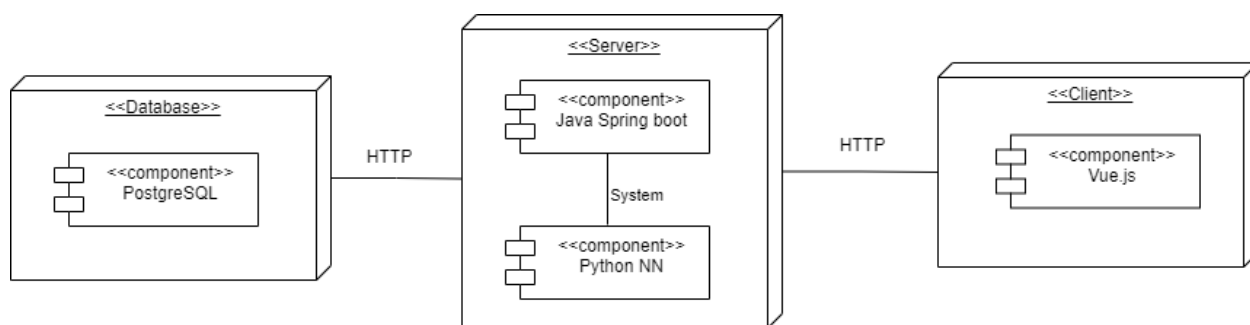 <<Database>>
<<component>>
PostgreSQL
HTTP
<<Server>>
<<component>>
Java Spring boot
System
<<component>>
Python NN
HTTP
<<Client>>
<<component>>
Vue.js